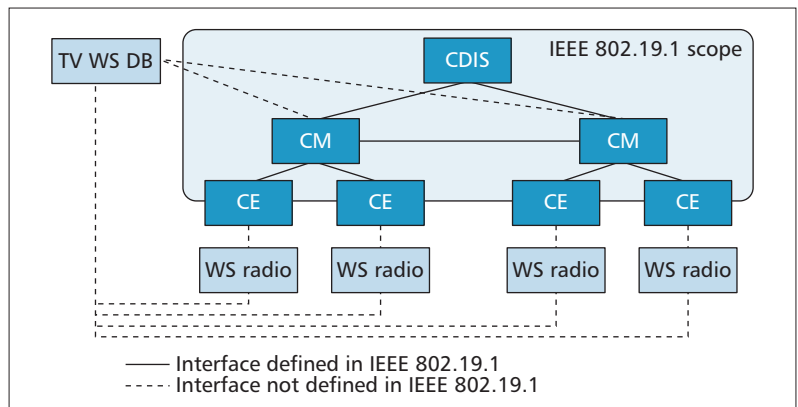 IEEE 802.19.1 scope
TV WS DB
CDIS
CM
CM
CE
CE
CE
CE
WS radio
WS radio
WS radio
WS radio
Interface defined in IEEE 802.19.1
Interface not defined in IEEE 802.19.1